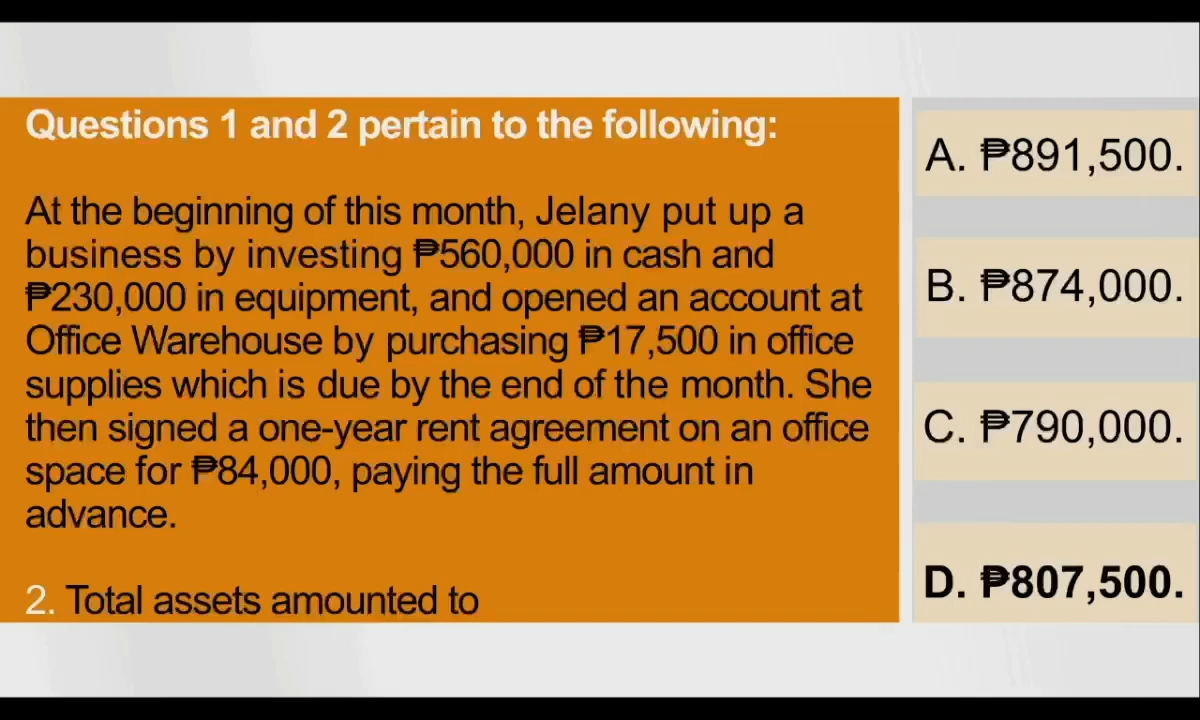 Questions 1 and 2 pertain to the following:
At the beginning of this month, Jelany put up a
business by investing ₱560,000 in cash and
₱230,000 in equipment, and opened an account at
Office Warehouse by purchasing ₱17,500 in office
supplies which is due by the end of the month. She
then signed a one-year rent agreement on an office
space for ₱84,000, paying the full amount in
advance.
2. Total assets amounted to
A. ₱891,500.
B. ₱874,000.
C. ₱790,000.
D. ₱807,500.